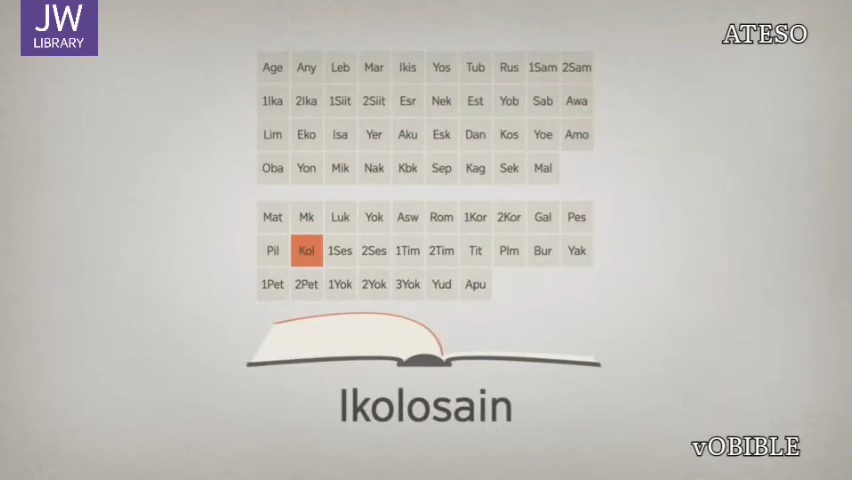 JW
LIBRARY
ATESO
Age Any Leb Mar Ikis Yos Tub Rus 1Sam 2Sam
1Ika 2Ika 1Siit 2Siit Esr Nek Est Yob Sab Awa
Lim Eko Isa Yer Aku Esk Dan Kos Yoe Amo
Oba Yon Mik Nak Kbk Sep Kag Sek Mal
Mat Mk Luk Yok Asw Rom 1Kor 2Kor Gal Pes
Pil Kol 1Ses 2Ses 1Tim 2Tim Tit Plm Bur Yak
1Pet 2Pet 1Yok 2Yok 3Yok Yud Apu
Ikolosain
vOBIBLE